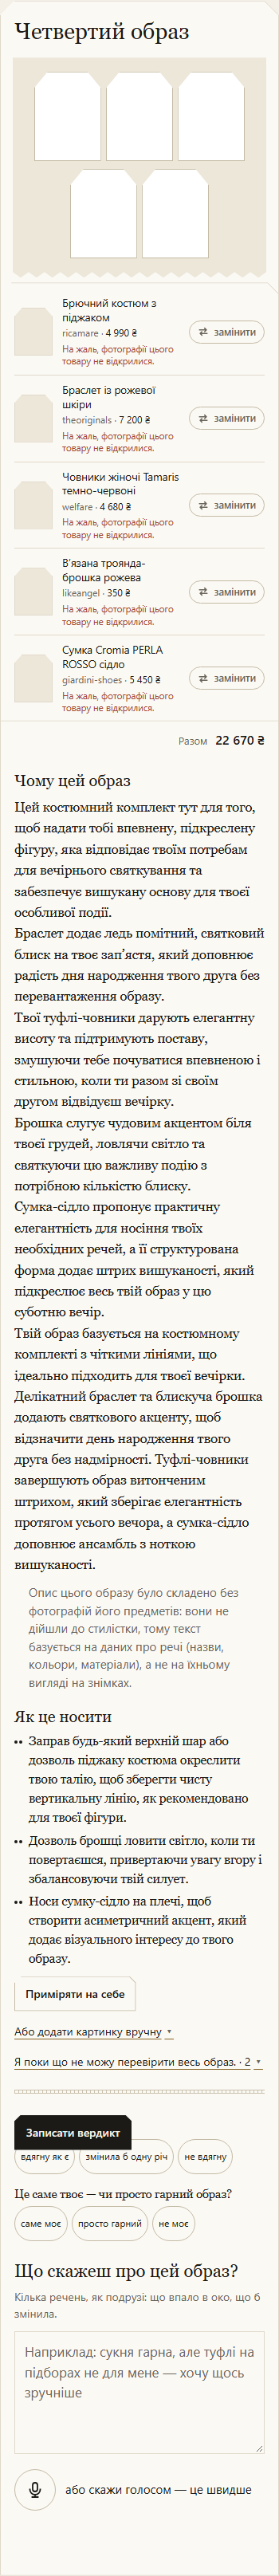 Четвертий образ
Брючний костюм з
піджаком
ricamare · 4 990 ₴
На жаль, фотографії цього
товару не відкрилися.
замінити
Браслет із рожевої
шкіри
theoriginals · 7 200 ₴
На жаль, фотографії цього
товару не відкрилися.
замінити
Човники жіночі Tamaris
темно-червоні
welfare · 4 680 ₴
На жаль, фотографії цього
товару не відкрилися.
замінити
В'язана троянда-
брошка рожева
likeangel · 350 ₴
На жаль, фотографії цього
товару не відкрилися.
замінити
Сумка Cromia PERLA
ROSSO сідло
giardini-shoes · 5 450 ₴
На жаль, фотографії цього
товару не відкрилися.
замінити
Разом 22 670 ₴
Чому цей образ
Цей костюмний комплект тут для того,
щоб надати тобі впевнену, підкреслену
фігуру, яка відповідає твоїм потребам
для вечірнього святкування та
забезпечує вишукану основу для твоєї
особливої події.
Браслет додає ледь помітний, святковий
блиск на твоє зап’ястя, який доповнює
радість дня народження твого друга без
перевантаження образу.
Твої туфлі-човники дарують елегантну
висоту та підтримують поставу,
змушуючи тебе почуватися впевненою і
стильною, коли ти разом зі своїм
другом відвідуєш вечірку.
Брошка слугує чудовим акцентом біля
твоєї грудей, ловлячи світло та
святкуючи цю важливу подію з
потрібною кількістю блиску.
Сумка-сідло пропонує практичну
елегантність для носіння твоїх
необхідних речей, а її структурована
форма додає штрих вишуканості, який
підкреслює весь твій образ у цю
суботню вечір.
Твій образ базується на костюмному
комплекті з чіткими лініями, що
ідеально підходить для твоєї вечірки.
Делікатний браслет та блискуча брошка
додають святкового акценту, щоб
відзначити день народження твого
друга без надмірності. Туфлі-човники
завершують образ витонченим
штрихом, який зберігає елегантність
протягом усього вечора, а сумка-сідло
доповнює ансамбль з ноткою
вишуканості.
Опис цього образу було складено без
фотографій його предметів: вони не
дійшли до стилістки, тому текст
базується на даних про речі (назви,
кольори, матеріали), а не на їхньому
вигляді на знімках.
Як це носити
•• Заправ будь-який верхній шар або
дозволь піджаку костюма окреслити
твою талію, щоб зберегти чисту
вертикальну лінію, як рекомендовано
для твоєї фігури.
•• Дозволь брошці ловити світло, коли ти
повертаєшся, привертаючи увагу вгору і
збалансовуючи твій силует.
•• Носи сумку-сідло на плечі, щоб
створити асиметричний акцент, який
додає візуального інтересу до твого
образу.
Приміряти на себе
Або додати картинку вручну
Я поки що не можу перевірити весь образ. · 2
Записати вердикт
вдягну як є
змінила б одну річ
не вдягну
Це саме твоє — чи просто гарний образ?
саме моє
просто гарний
не моє
Що скажеш про цей образ?
Кілька речень, як подрузі: що впало в око, що б
змінила.
Наприклад: сукня гарна, але туфлі на
підборах не для мене — хочу щось
зручніше
або скажи голосом — це швидше